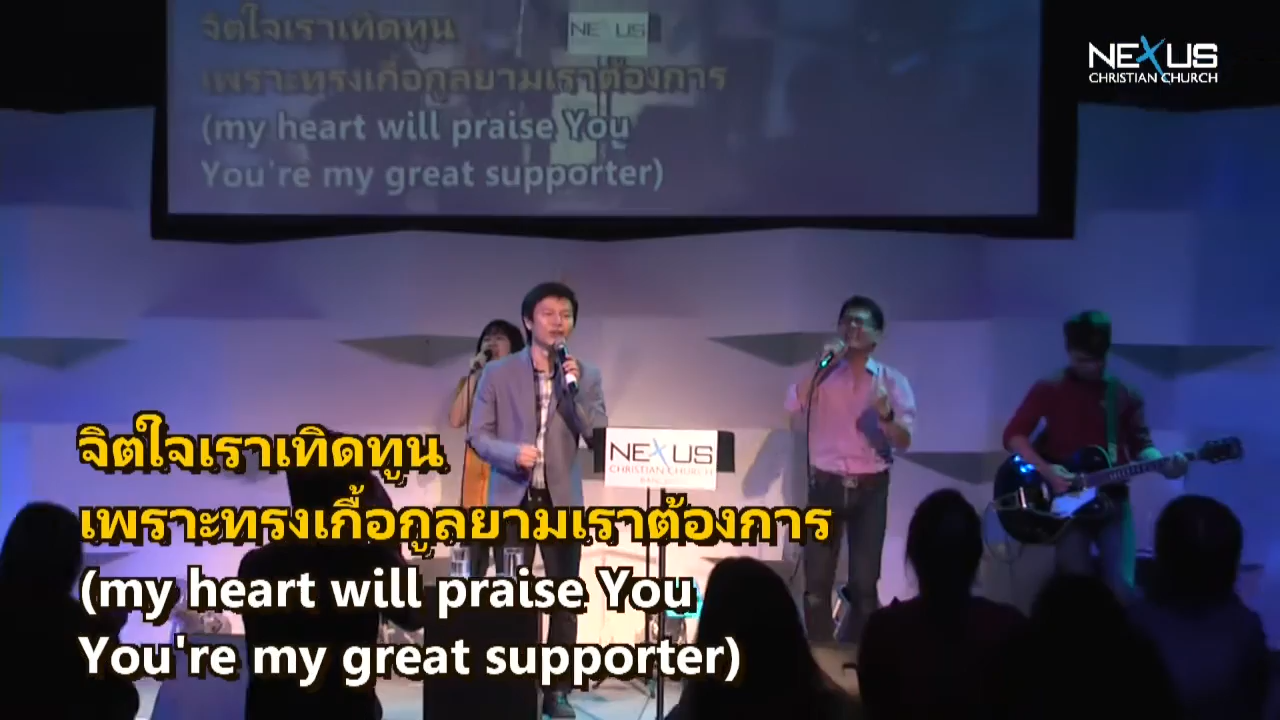 จิตใจเราเทิดทูน
NEXUS
เพราะทรงเกื้อกูลยามเราต้องการ
(my heart will praise You
You're my great supporter)
NEXUS
CHRISTIAN CHURCH
NEXUS
CHRISTIAN CHURCH
จิตใจเราเทิดทูน
เพราะทรงเกื้อกูลยามเราต้องการ
(my heart will praise You
You're my great supporter)